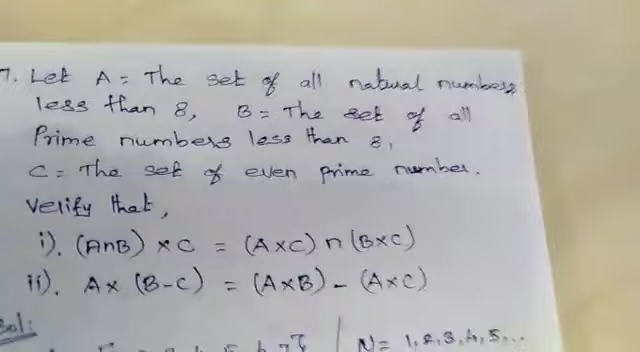 7. Let A = The set of all natural numbers
less than 8, B = The set of all
Prime numbers less than 8,
C = The set of even prime number.
Verify that,
i). (A∩B) × C = (A×C) ∩ (B×C)
ii). A× (B-C) = (A×B) - (A×C)
Sol:
N = 1,2,3,4,5,...